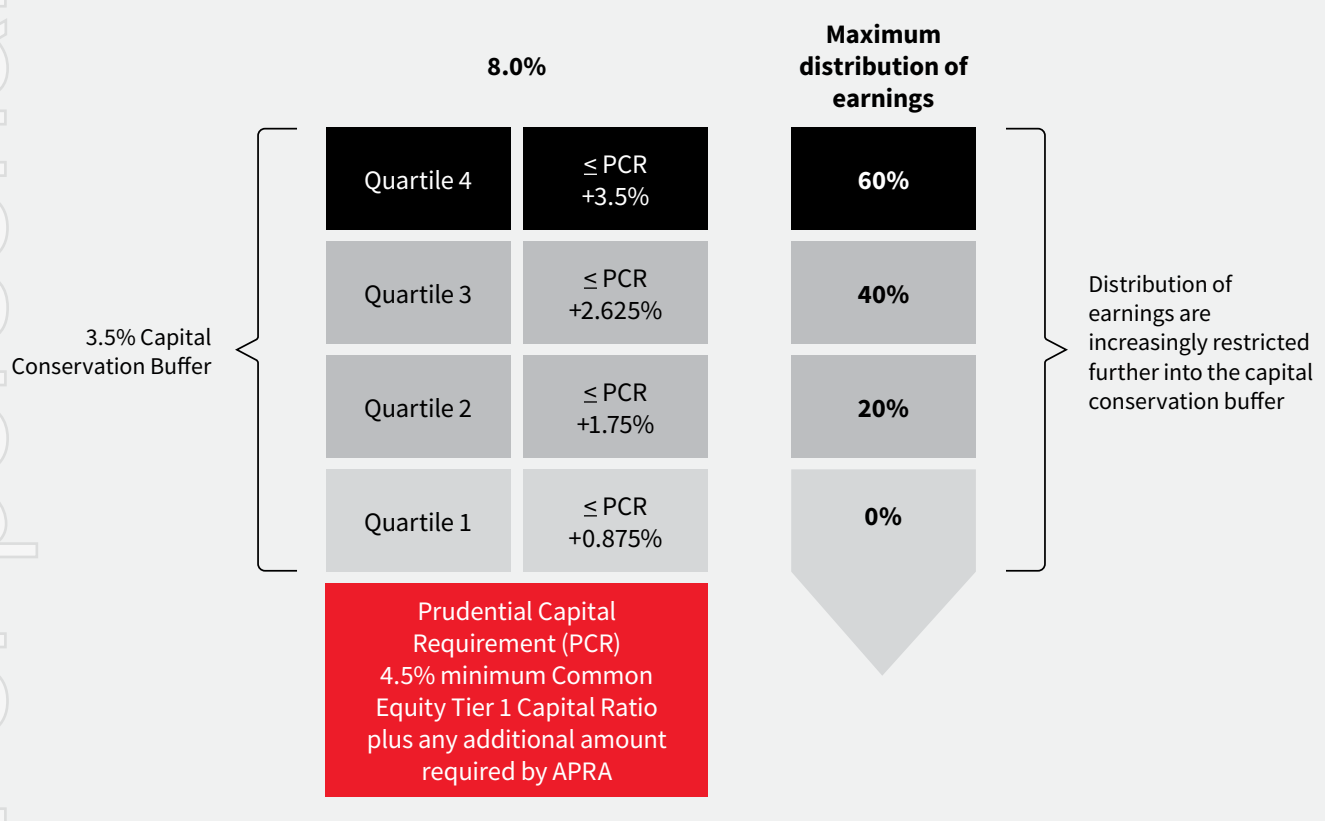 8.0%
Maximum
distribution of
earnings
Quartile 4
≤ PCR
+3.5%
60%
Quartile 3
≤ PCR
+2.625%
40%
Quartile 2
≤ PCR
+1.75%
20%
Quartile 1
≤ PCR
+0.875%
0%
3.5% Capital
Conservation Buffer
Distribution of
earnings are
increasingly restricted
further into the capital
conservation buffer
Prudential Capital
Requirement (PCR)
4.5% minimum Common
Equity Tier 1 Capital Ratio
plus any additional amount
required by APRA